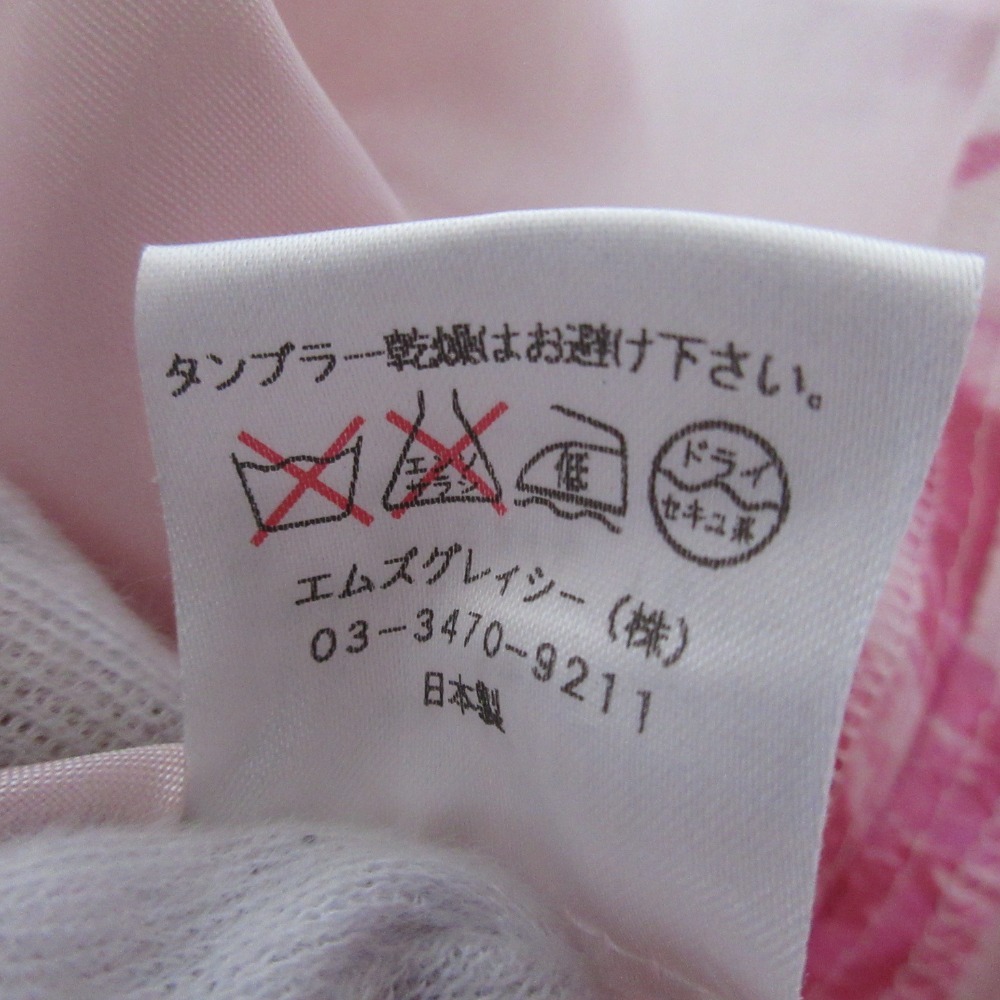 タンブラー乾燥はお避け下さい。
エンソ
サラシ
低
ドライ
セキユ系
エムズグレィシー(株)
03-3470-9211
日本製